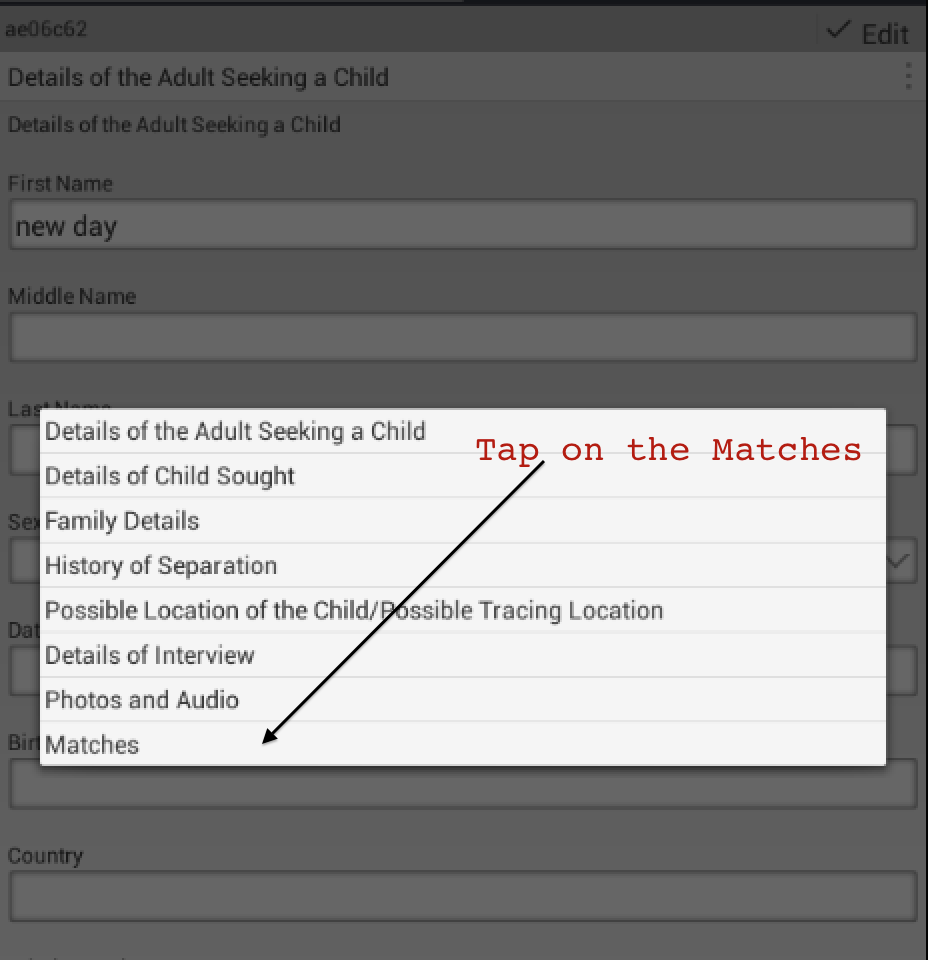 ae06c62
Edit
Details of the Adult Seeking a Child
Details of the Adult Seeking a Child
First Name
new day
Middle Name
Last Name
Details of the Adult Seeking a Child
Tap on the Matches
Details of Child Sought
Sex
Family Details
History of Separation
Possible Location of the Child/Possible Tracing Location
Details of Interview
Photos and Audio
Matches
Country